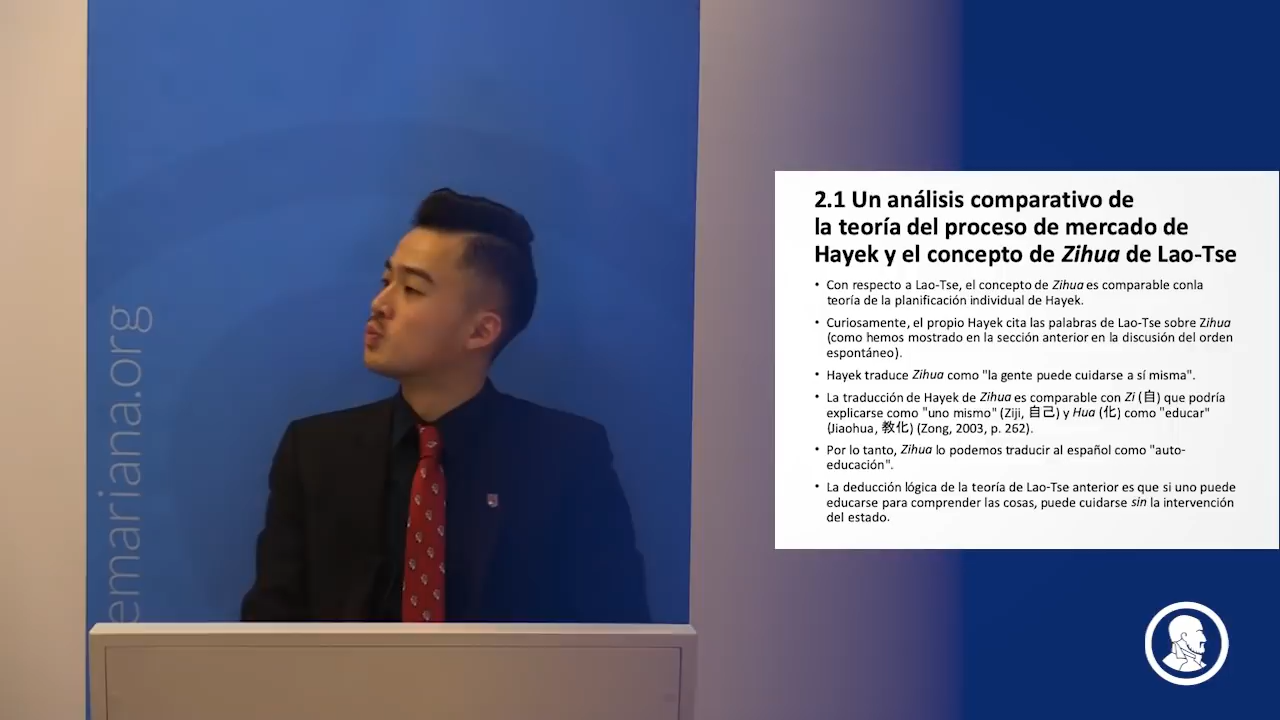 emariana.org
2.1 Un análisis comparativo de
la teoría del proceso de mercado de
Hayek y el concepto de Zihua de Lao-Tse
• Con respecto a Lao-Tse, el concepto de Zihua es comparable conla
teoría de la planificación individual de Hayek.
• Curiosamente, el propio Hayek cita las palabras de Lao-Tse sobre Zihua
(como hemos mostrado en la sección anterior en la discusión del orden
espontáneo).
• Hayek traduce Zihua como "la gente puede cuidarse a sí misma".
• La traducción de Hayek de Zihua es comparable con Zi (自) que podría
explicarse como "uno mismo" (Ziji, 自己) y Hua (化) como "educar"
(Jiaohua, 教化) (Zong, 2003, p. 262).
• Por lo tanto, Zihua lo podemos traducir al español como "auto-
educación".
• La deducción lógica de la teoría de Lao-Tse anterior es que si uno puede
educarse para comprender las cosas, puede cuidarse sin la intervención
del estado.